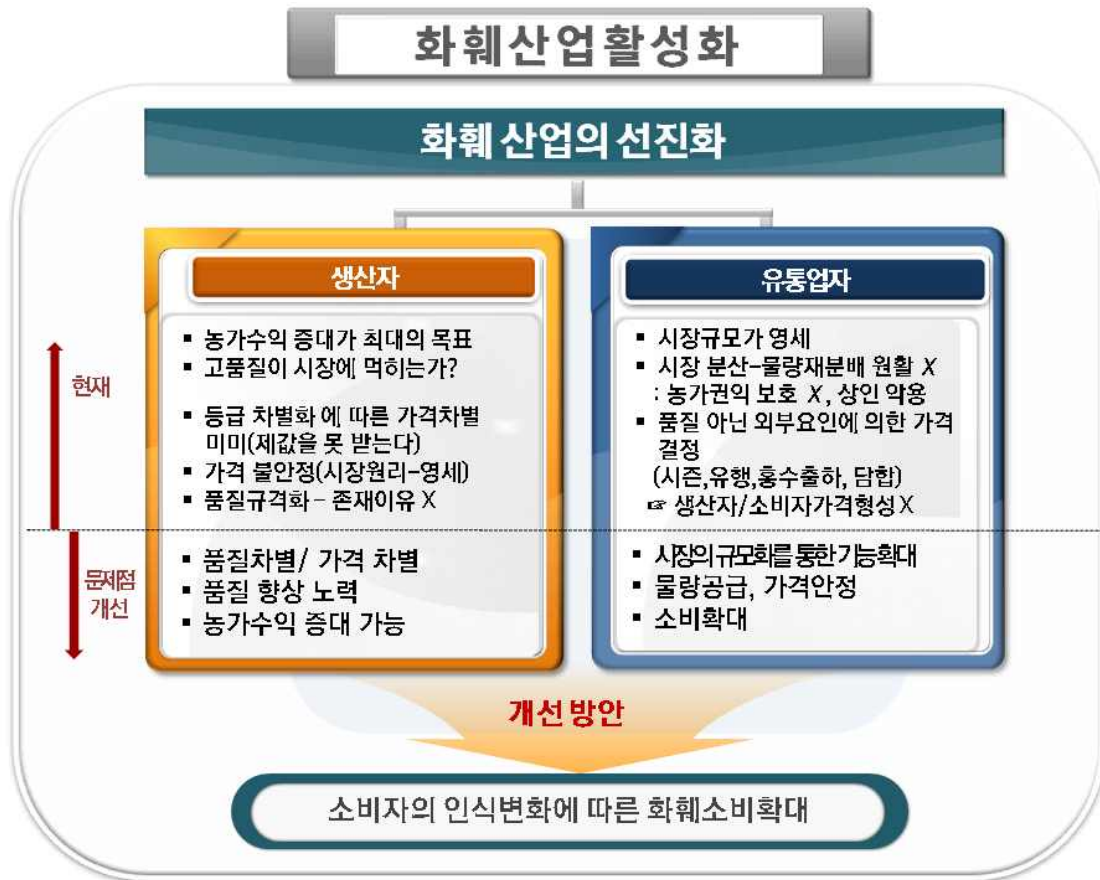 화훼산업활성화
화훼 산업의 선진화
생산자
▪ 농가수익 증대가 최대의 목표
▪ 고품질이 시장에 먹히는가?
▪ 등급 차별화 에 따른 가격차별
미미(제값을 못 받는다)
▪ 가격 불안정(시장원리-영세)
▪ 품질규격화 – 존재이유 X
▪ 품질차별/ 가격 차별
▪ 품질 향상 노력
▪ 농가수익 증대 가능
유통업자
▪ 시장규모가 영세
▪ 시장 분산-물량재분배 원활 X
: 농가권익 보호 X, 상인 악용
▪ 품질 아닌 외부요인에 의한 가격
결정
(시즌,유행,홍수출하, 담합)
☞ 생산자/소비자가격형성 X
▪ 시장의 규모화를 통한 기능확대
▪ 물량공급, 가격안정
▪ 소비확대
현재
문제점
개선
개선 방안
소비자의 인식변화에 따른 화훼소비확대